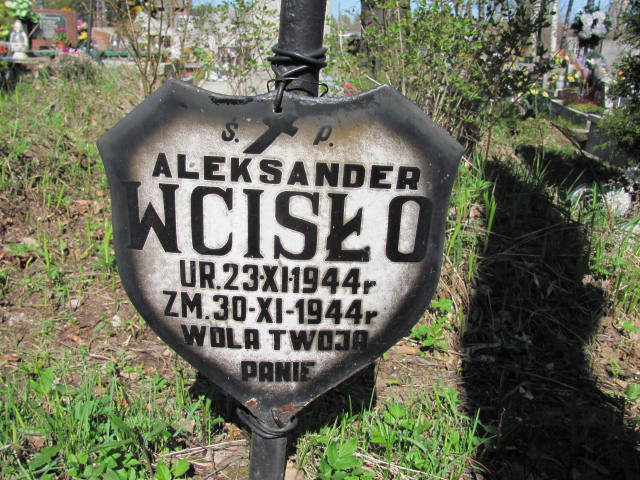 Ś. P.
ALEKSANDER
WCISŁO
UR. 23-XI-1944r
ZM. 30-XI-1944r
WOLA TWOJA
PANIE